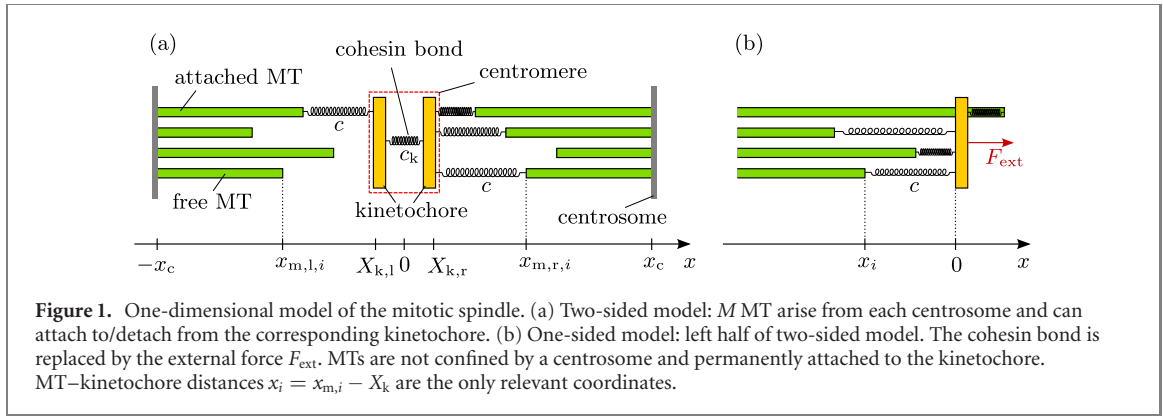 (a)
(b)
cohesin bond
attached MT
centromere
c
c_k
c
F_ext
c
free MT
kinetochore
centrosome
−x_c
x_m,l,i
X_k,l
0
X_k,r
x_m,r,i
x_c
x
x_i
0
x
Figure 1. One-dimensional model of the mitotic spindle. (a) Two-sided model: M MT arise from each centrosome and can
attach to/detach from the corresponding kinetochore. (b) One-sided model: left half of two-sided model. The cohesin bond is
replaced by the external force F_ext. MTs are not confined by a centrosome and permanently attached to the kinetochore.
MT–kinetochore distances x_i = x_m,i − X_k are the only relevant coordinates.